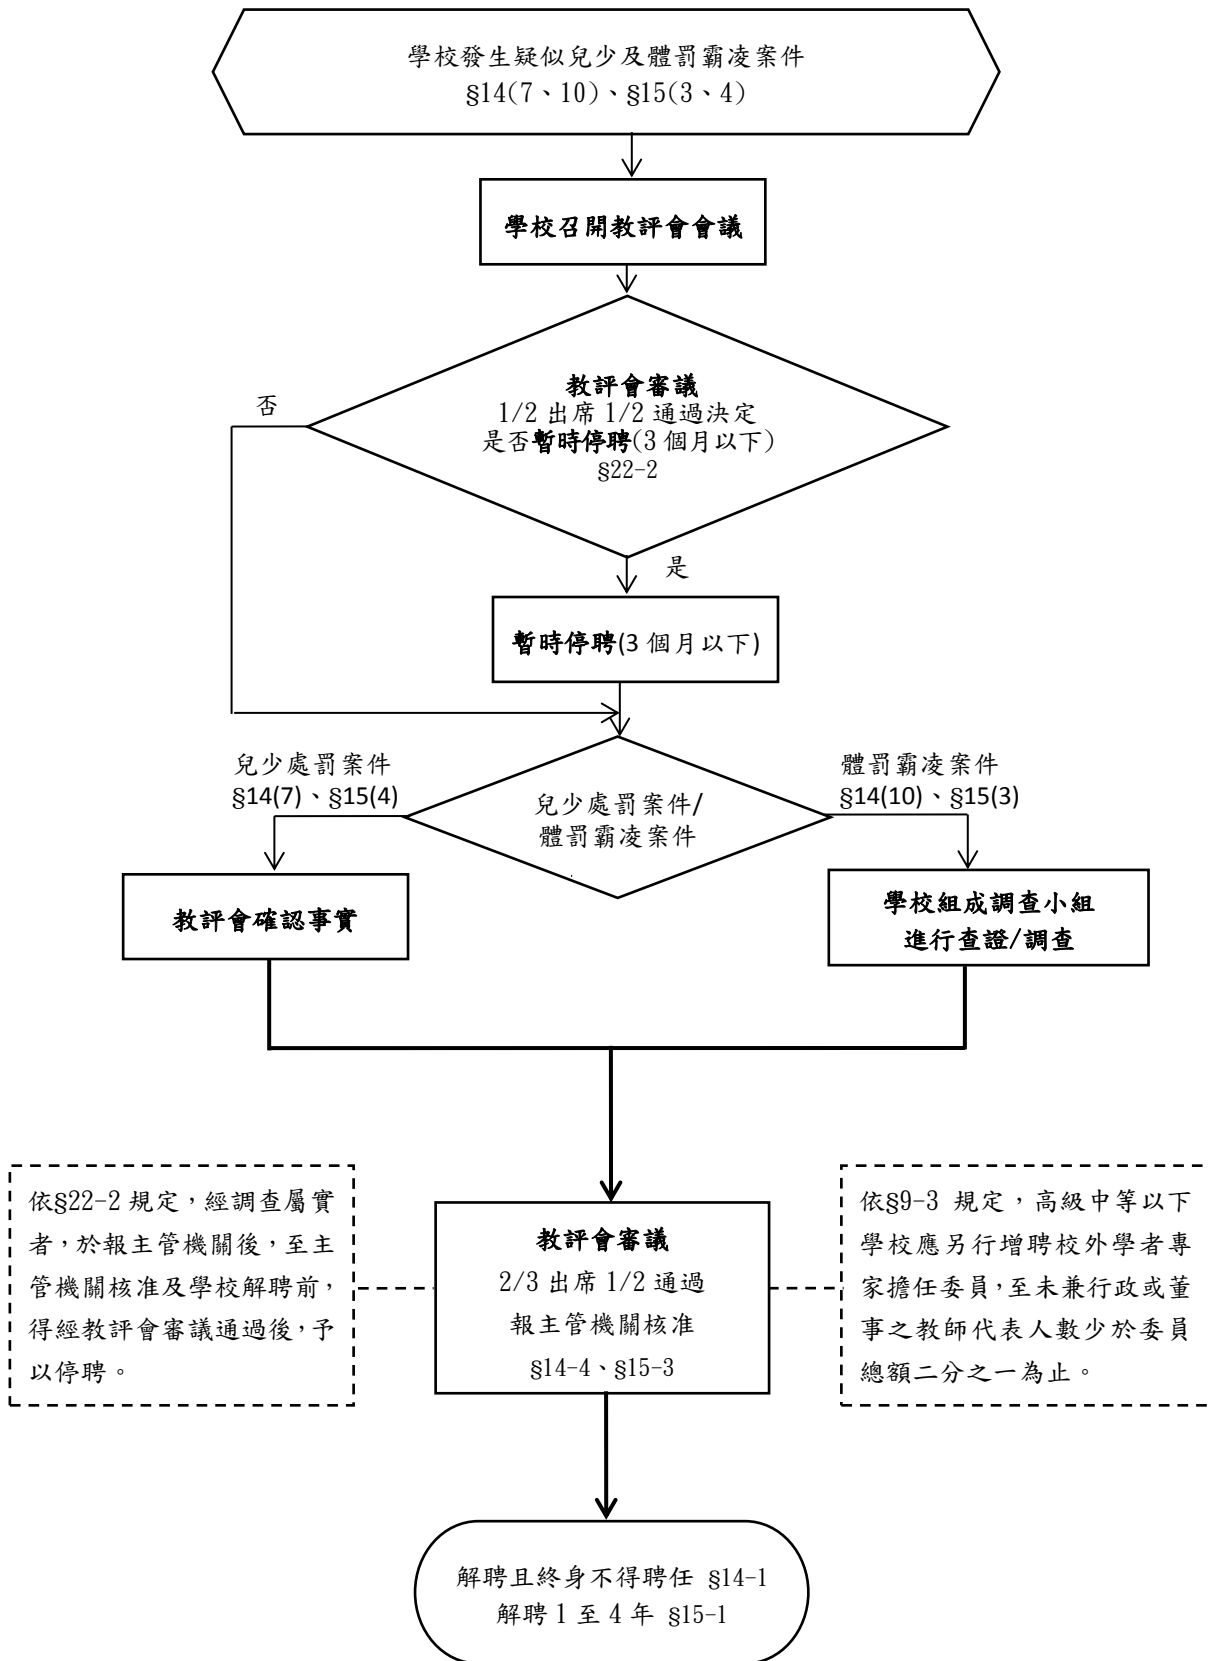 學校發生疑似兒少及體罰霸凌案件
§14(7、10)、§15(3、4)
學校召開教評會會議
教評會審議
1/2 出席 1/2 通過決定
是否暫時停聘(3 個月以下)
§22-2
否
是
暫時停聘(3 個月以下)
兒少處罰案件
§14(7)、§15(4)
兒少處罰案件/
體罰霸凌案件
體罰霸凌案件
§14(10)、§15(3)
教評會確認事實
學校組成調查小組
進行查證/調查
依§22-2 規定，經調查屬實
者，於報主管機關後，至主
管機關核准及學校解聘前，
得經教評會審議通過後，予
以停聘。
教評會審議
2/3 出席 1/2 通過
報主管機關核准
§14-4、§15-3
依§9-3 規定，高級中等以下
學校應另行增聘校外學者專
家擔任委員，至未兼行政或董
事之教師代表人數少於委員
總額二分之一為止。
解聘且終身不得聘任 §14-1
解聘 1 至 4 年 §15-1